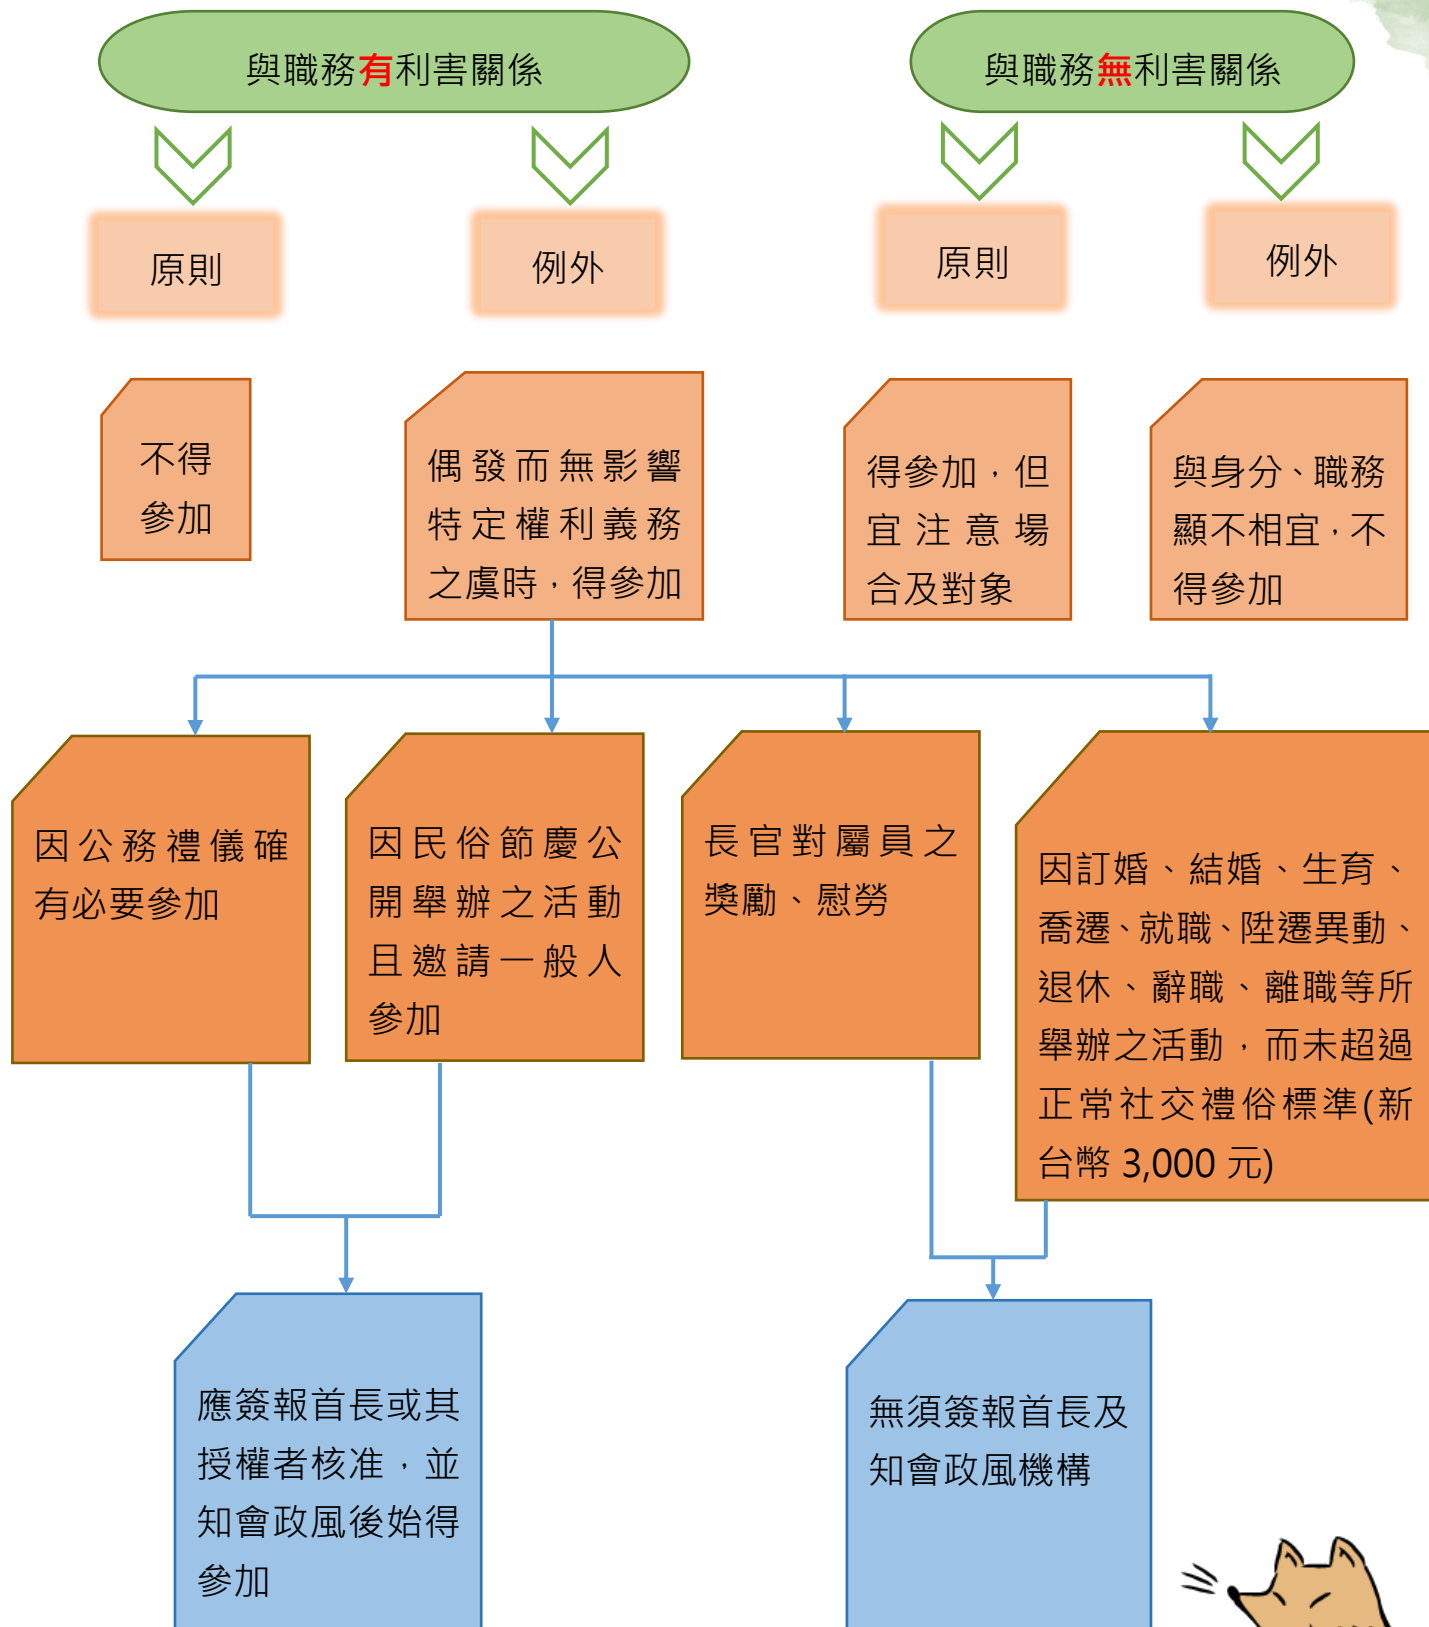 與職務有利害關係
與職務無利害關係
原則
例外
原則
例外
不得
參加
偶發而無影響
特定權利義務
之虞時，得參加
得參加，但
宜注意場
合及對象
與身分、職務
顯不相宜，不
得參加
因公務禮儀確
有必要參加
因民俗節慶公
開舉辦之活動
且邀請一般人
參加
長官對屬員之
獎勵、慰勞
因訂婚、結婚、生育、
喬遷、就職、陞遷異動、
退休、辭職、離職等所
舉辦之活動，而未超過
正常社交禮俗標準(新
台幣 3,000 元)
應簽報首長或其
授權者核准，並
知會政風後始得
參加
無須簽報首長及
知會政風機構